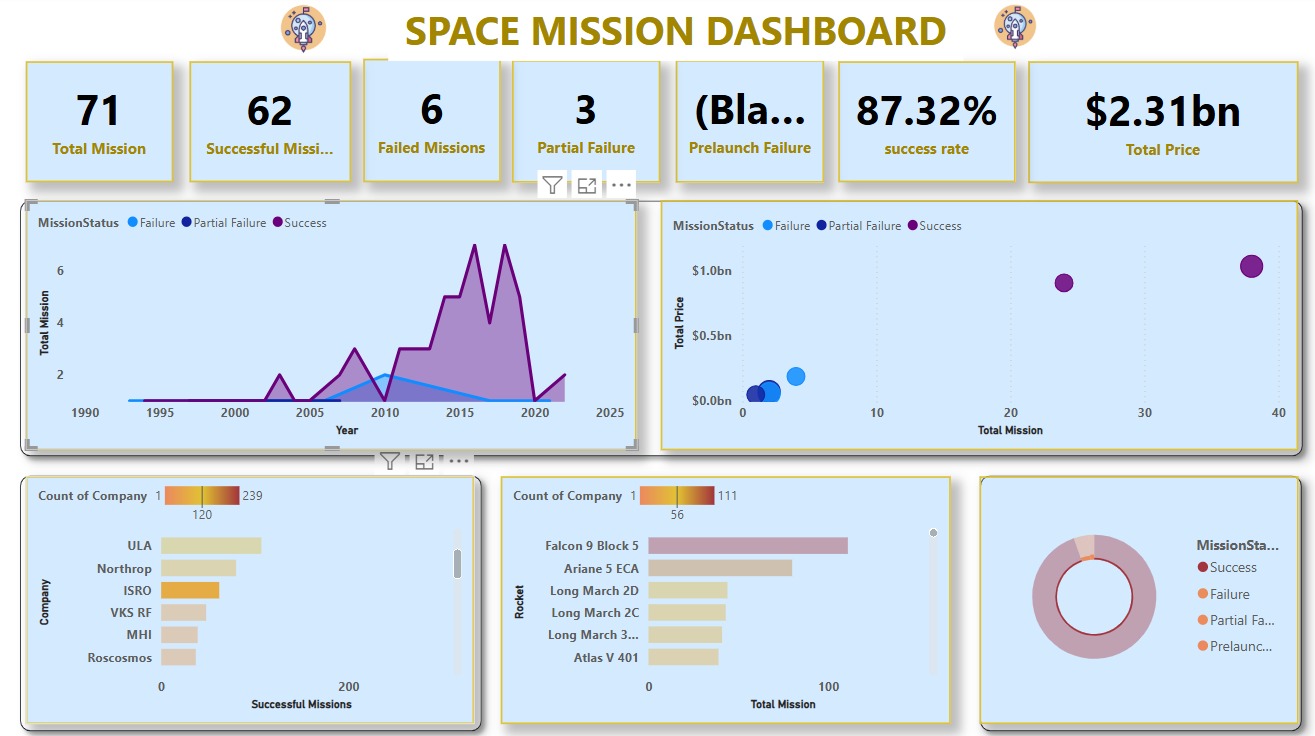 SPACE MISSION DASHBOARD
71
Total Mission
62
Successful Missi...
6
Failed Missions
3
Partial Failure
(Bla...
Prelaunch Failure
87.32%
success rate
$2.31bn
Total Price
MissionStatus Failure Partial Failure Success
Total Mission
6
4
2
1990 1995 2000 2005 2010 2015 2020 2025
Year
MissionStatus Failure Partial Failure Success
Total Price
$1.0bn
$0.5bn
$0.0bn
0 10 20 30 40
Total Mission
Count of Company 1 239
120
Company
ULA
Northrop
ISRO
VKS RF
MHI
Roscosmos
0 200
Successful Missions
Count of Company 1 111
56
Rocket
Falcon 9 Block 5
Ariane 5 ECA
Long March 2D
Long March 2C
Long March 3...
Atlas V 401
0 100
Total Mission
MissionSta...
Success
Failure
Partial Fa...
Prelaunc...